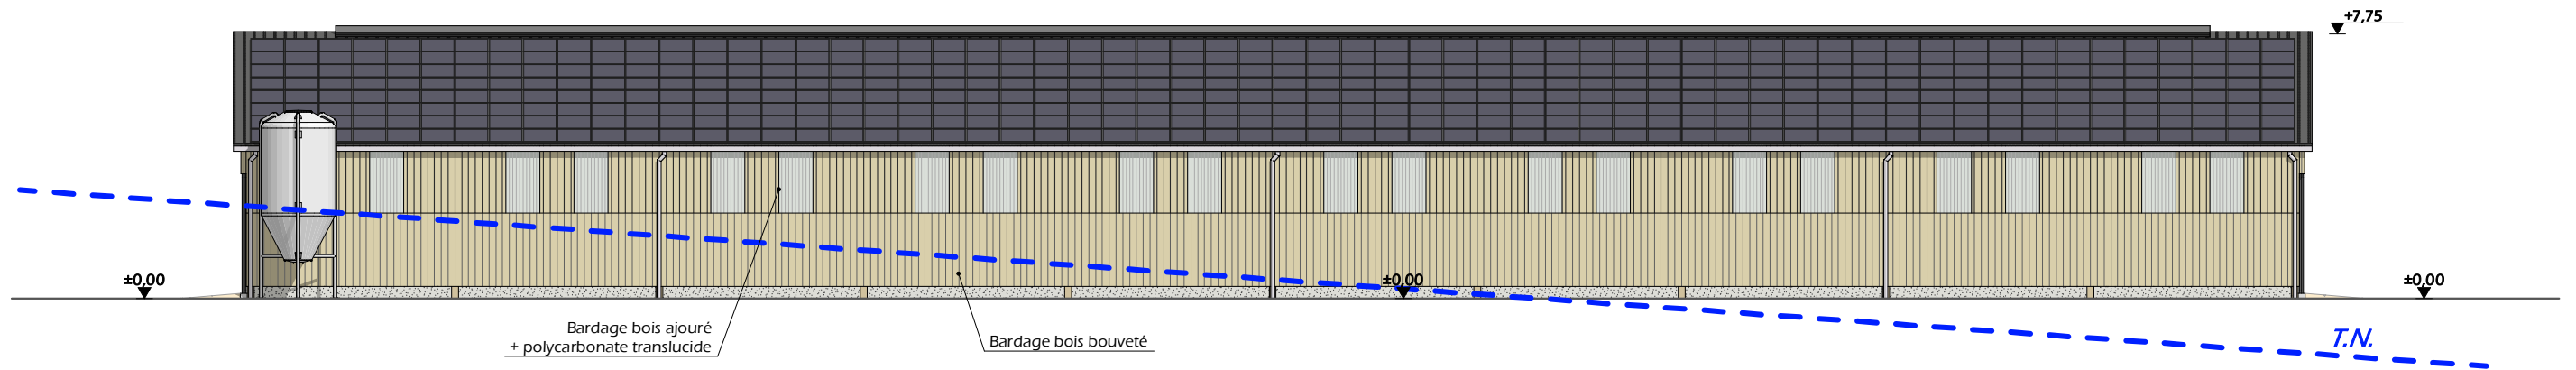 +7,75
±0,00
±0,00
±0,00
Bardage bois ajouré
+ polycarbonate translucide
Bardage bois bouveté
T.N.